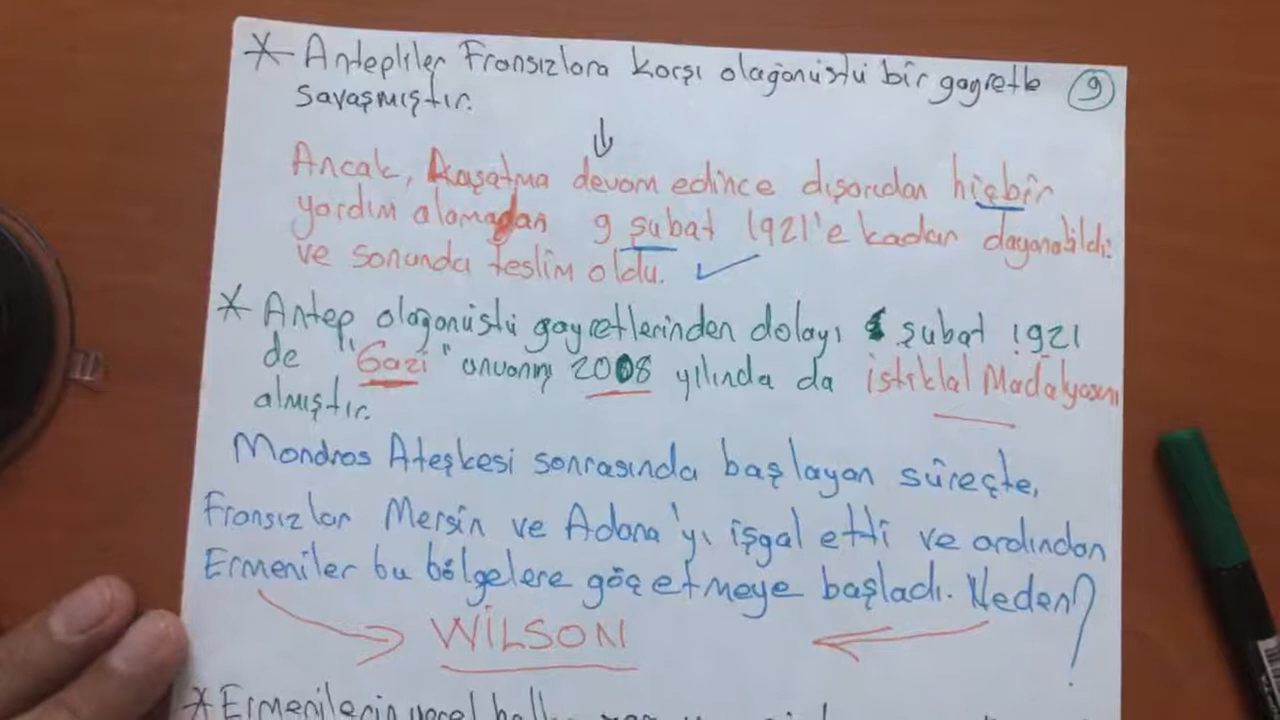 * Antepliler Fransızlara karşı olağanüstü bir gayretle 9
savaşmıştır.
↓
Ancak, kuşatma devam edince dışarıdan hiçbir
yardım alamadan 9 şubat 1921'e kadar dayanabildi.
ve sonunda teslim oldu. ✓
* Antep olağanüstü gayretlerinden dolayı şubat 1921
de "Gazi" unvanını 2008 yılında da istiklal Madalyasını
almıştır.
Mondros Ateşkesi sonrasında başlayan süreçte,
Fransızlar Mersin ve Adana'yı işgal etti ve ardından
Ermeniler bu bölgelere göç etmeye başladı. Neden?
WİLSON
* Ermenilerin yerel